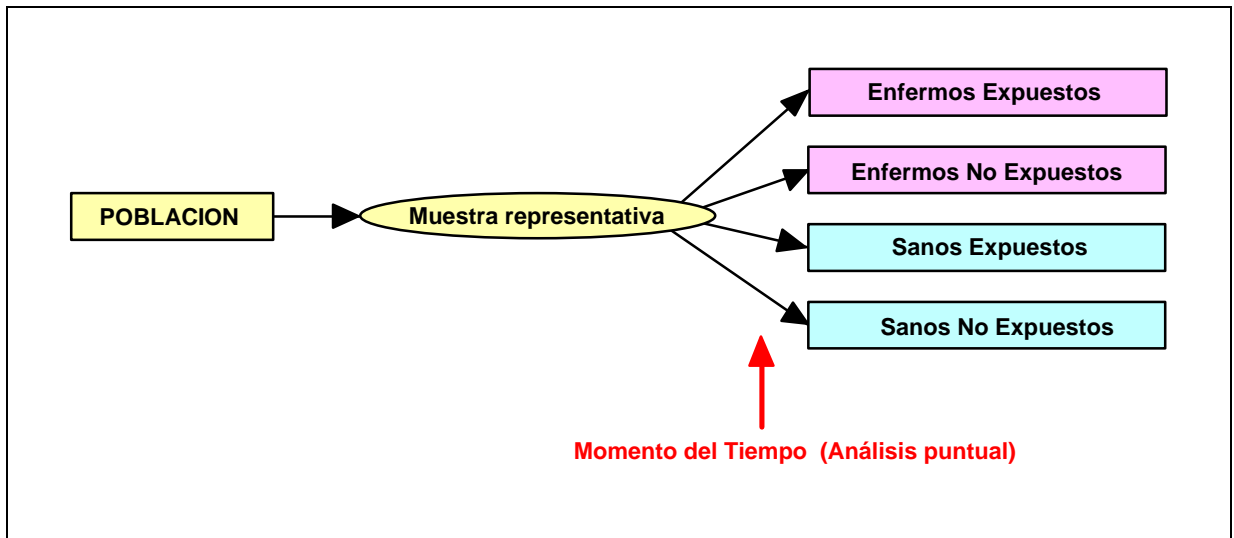 Enfermos Expuestos
Enfermos No Expuestos
POBLACION
Muestra representativa
Sanos Expuestos
Sanos No Expuestos
Momento del Tiempo (Análisis puntual)